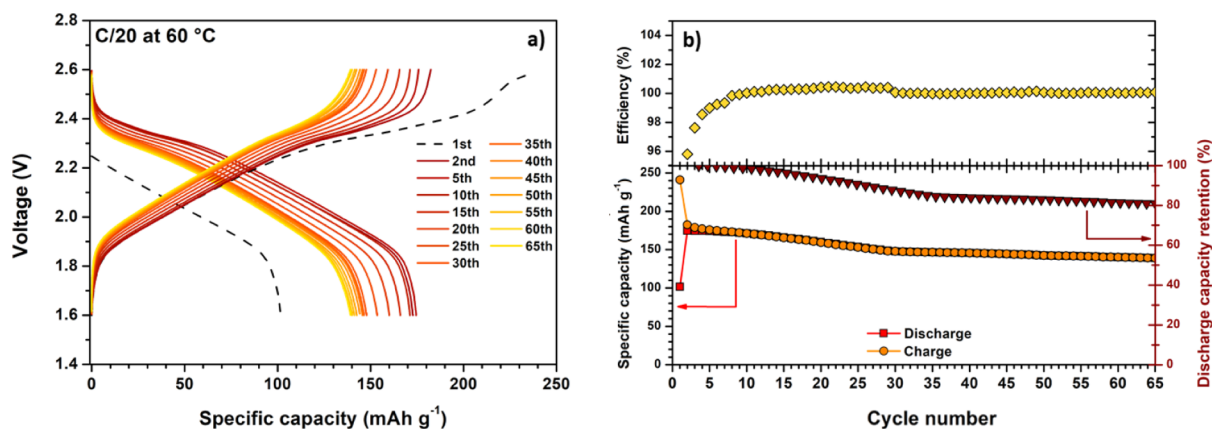 C/20 at 60 °C
a)
2.8
2.6
2.4
2.2
2.0
1.8
1.6
1.4
Voltage (V)
1st
2nd
5th
10th
15th
20th
25th
30th
35th
40th
45th
50th
55th
60th
65th
0 50 100 150 200 250
Specific capacity (mAh g-1)
b)
104
102
100
98
96
Efficiency (%)
250
200
150
100
50
0
Specific capacity (mAh g-1)
100
80
60
40
20
0
Discharge capacity retention (%)
Discharge
Charge
0 5 10 15 20 25 30 35 40 45 50 55 60 65
Cycle number